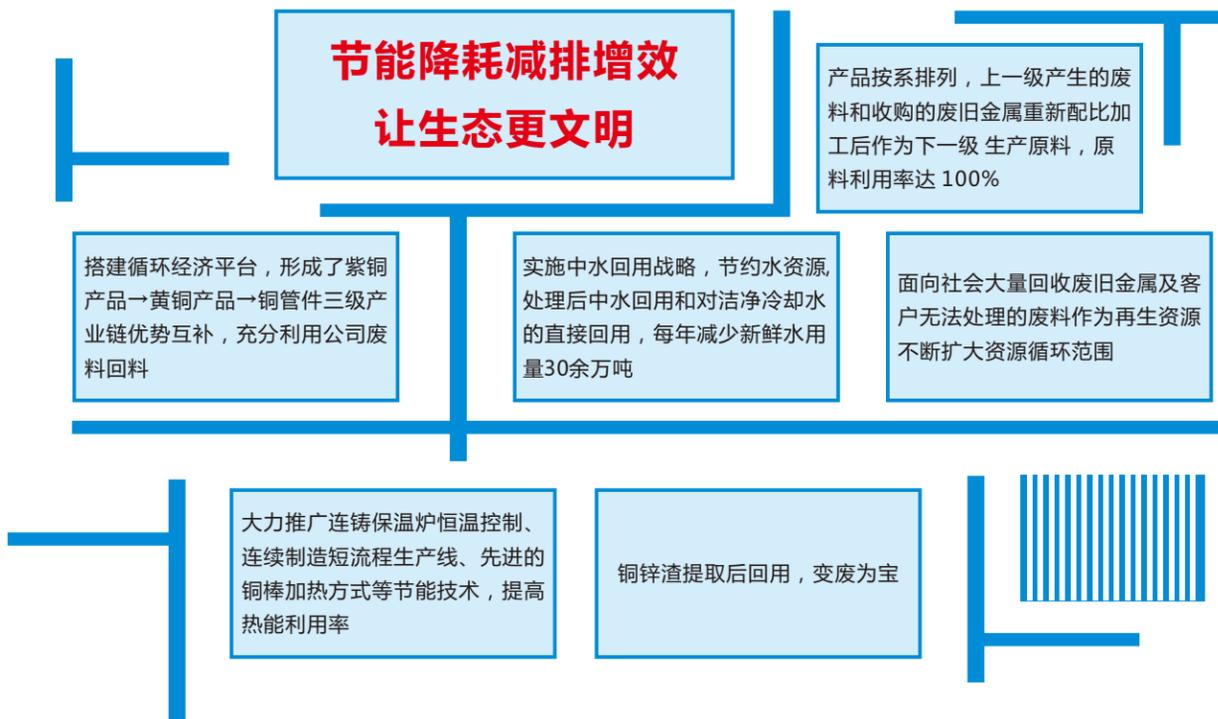 节能降耗减排增效
让生态更文明
产品按系排列，上一级产生的废
料和收购的废旧金属重新配比加
工后作为下一级 生产原料，原
料利用率达 100%
搭建循环经济平台，形成了紫铜
产品→黄铜产品→铜管件三级产
业链优势互补，充分利用公司废
料回料
实施中水回用战略，节约水资源,
处理后中水回用和对洁净冷却水
的直接回用，每年减少新鲜水用
量30余万吨
面向社会大量回收废旧金属及客
户无法处理的废料作为再生资源
不断扩大资源循环范围
大力推广连铸保温炉恒温控制、
连续制造短流程生产线、先进的
铜棒加热方式等节能技术，提高
热能利用率
铜锌渣提取后回用，变废为宝